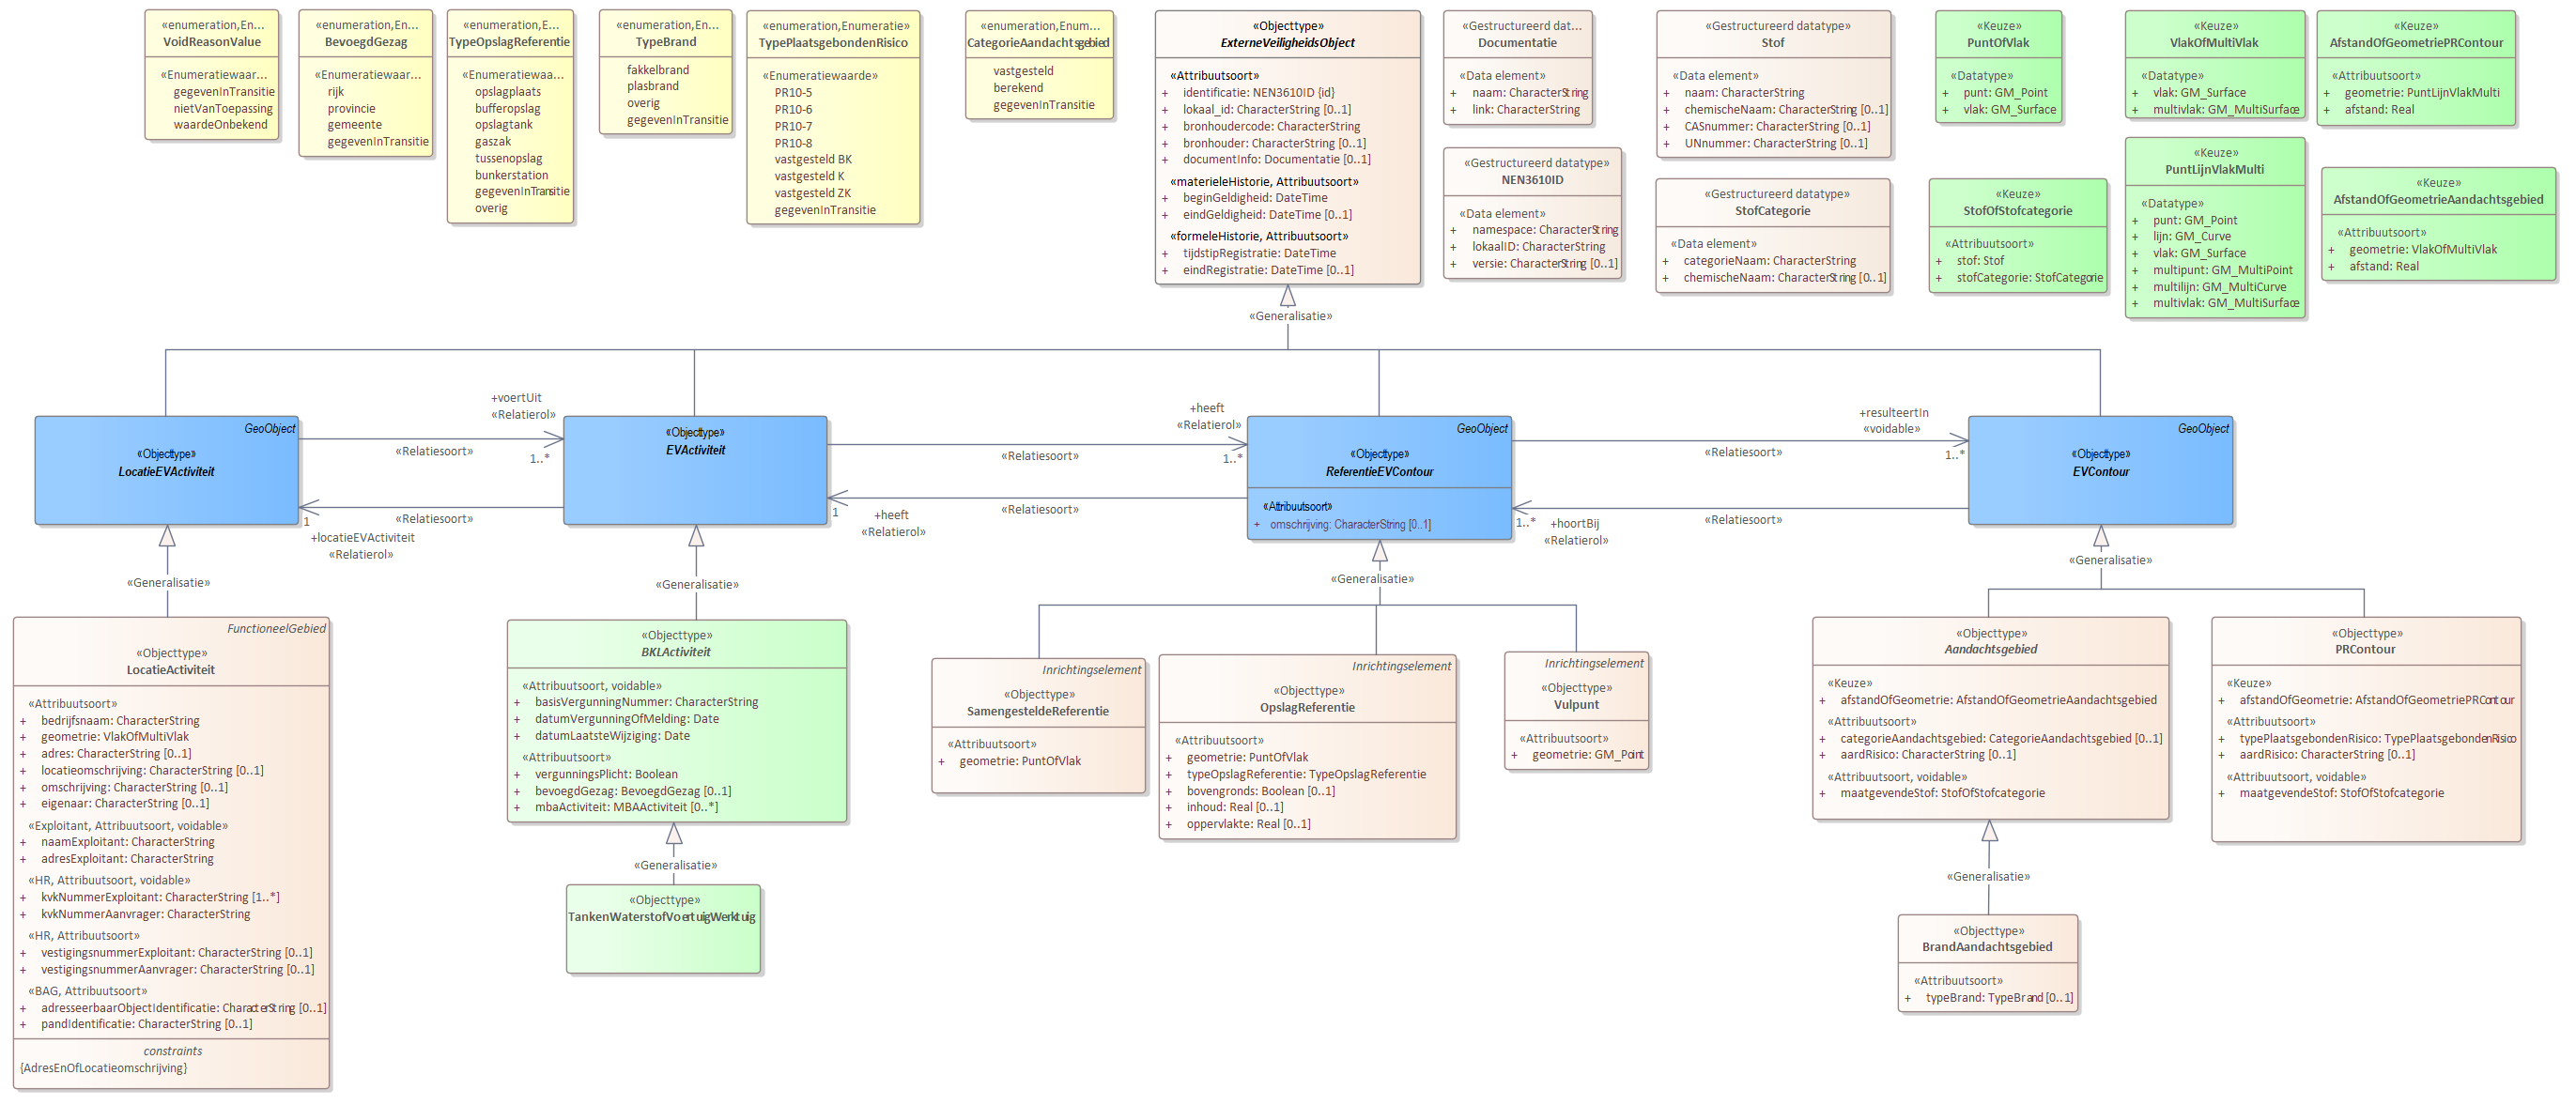 «enumeration,En...
VoidReasonValue
«Enumeratiewaar...
gegevenInTransitie
nietVanToepassing
waardeOnbekend
«enumeration,En...
BevoegdGezag
«Enumeratiewaar...
rijk
provincie
gemeente
gegevenInTransitie
«enumeration,E...
TypeOpslagReferentie
«Enumeratiewaa...
opslagplaats
bufferopslag
opslagtank
gaszak
tussenopslag
bunkerstation
gegevenInTransitie
overig
«enumeration,En...
TypeBrand
fakkelbrand
plasbrand
overig
gegevenInTransitie
«enumeration,Enumeratie»
TypePlaatsgebondenRisico
«Enumeratiewaarde»
PR10-5
PR10-6
PR10-7
PR10-8
vastgesteld BK
vastgesteld K
vastgesteld ZK
gegevenInTransitie
«enumeration,Enum...
CategorieAandachtsgebied
vastgesteld
berekend
gegevenInTransitie
«Objecttype»
ExterneVeiligheidsObject
«Attribuutsoort»
+ identificatie: NEN3610ID {id}
+ lokaal_id: CharacterString [0..1]
+ bronhoudercode: CharacterString
+ bronhouder: CharacterString [0..1]
+ documentInfo: Documentatie [0..1]
«materieleHistorie, Attribuutsoort»
+ beginGeldigheid: DateTime
+ eindGeldigheid: DateTime [0..1]
«formeleHistorie, Attribuutsoort»
+ tijdstipRegistratie: DateTime
+ eindRegistratie: DateTime [0..1]
«Gestructureerd dat...
Documentatie
«Data element»
+ naam: CharacterString
+ link: CharacterString
«Gestructureerd datatype»
NEN3610ID
«Data element»
+ namespace: CharacterString
+ lokaalID: CharacterString
+ versie: CharacterString [0..1]
«Gestructureerd datatype»
Stof
«Data element»
+ naam: CharacterString
+ chemischeNaam: CharacterString [0..1]
+ CASnummer: CharacterString [0..1]
+ UNnummer: CharacterString [0..1]
«Gestructureerd datatype»
StofCategorie
«Data element»
+ categorieNaam: CharacterString
+ chemischeNaam: CharacterString [0..1]
«Keuze»
PuntOfVlak
«Datatype»
+ punt: GM_Point
+ vlak: GM_Surface
«Keuze»
StofOfStofcategorie
«Attribuutsoort»
+ stof: Stof
+ stofCategorie: StofCategorie
«Keuze»
VlakOfMultiVlak
«Datatype»
+ vlak: GM_Surface
+ multivlak: GM_MultiSurface
«Keuze»
PuntLijnVlakMulti
«Datatype»
+ punt: GM_Point
+ lijn: GM_Curve
+ vlak: GM_Surface
+ multipunt: GM_MultiPoint
+ multilijn: GM_MultiCurve
+ multivlak: GM_MultiSurface
«Keuze»
AfstandOfGeometriePRContour
«Attribuutsoort»
+ geometrie: PuntLijnVlakMulti
+ afstand: Real
«Keuze»
AfstandOfGeometrieAandachtsgebied
«Attribuutsoort»
+ geometrie: VlakOfMultiVlak
+ afstand: Real
«Generalisatie»
GeoObject
«Objecttype»
LocatieEVActiviteit
+voertUit
«Relatierol»
«Relatiesoort»
1..*
«Relatiesoort»
1
+locatieEVActiviteit
«Relatierol»
«Objecttype»
EVActiviteit
+heeft
«Relatierol»
«Relatiesoort»
1..*
«Relatiesoort»
1
+heeft
«Relatierol»
GeoObject
«Objecttype»
ReferentieEVContour
«Attribuutsoort»
+ omschrijving: CharacterString [0..1]
+resulteertIn
«voidable»
«Relatiesoort»
1..*
«Relatiesoort»
1..*
+hoortBij
«Relatierol»
GeoObject
«Objecttype»
EVContour
«Generalisatie»
«Generalisatie»
«Generalisatie»
«Generalisatie»
FunctioneelGebied
«Objecttype»
LocatieActiviteit
«Attribuutsoort»
+ bedrijfsnaam: CharacterString
+ geometrie: VlakOfMultiVlak
+ adres: CharacterString [0..1]
+ locatieomschrijving: CharacterString [0..1]
+ omschrijving: CharacterString [0..1]
+ eigenaar: CharacterString [0..1]
«Exploitant, Attribuutsoort, voidable»
+ naamExploitant: CharacterString
+ adresExploitant: CharacterString
«HR, Attribuutsoort, voidable»
+ kvkNummerExploitant: CharacterString [1..*]
+ kvkNummerAanvrager: CharacterString
«HR, Attribuutsoort»
+ vestigingsnummerExploitant: CharacterString [0..1]
+ vestigingsnummerAanvrager: CharacterString [0..1]
«BAG, Attribuutsoort»
+ adresseerbaarObjectIdentificatie: CharacterString [0..1]
+ pandIdentificatie: CharacterString [0..1]
constraints
{AdresEnOfLocatieomschrijving}
«Objecttype»
BKLActiviteit
«Attribuutsoort, voidable»
+ basisVergunningNummer: CharacterString
+ datumVergunningOfMelding: Date
+ datumLaatsteWijziging: Date
«Attribuutsoort»
+ vergunningsPlicht: Boolean
+ bevoegdGezag: BevoegdGezag [0..1]
+ mbaActiviteit: MBAActiviteit [0..*]
«Generalisatie»
«Objecttype»
TankenWaterstofVoertuigWerktuig
Inrichtingselement
«Objecttype»
SamengesteldeReferentie
«Attribuutsoort»
+ geometrie: PuntOfVlak
Inrichtingselement
«Objecttype»
OpslagReferentie
«Attribuutsoort»
+ geometrie: PuntOfVlak
+ typeOpslagReferentie: TypeOpslagReferentie
+ bovengronds: Boolean [0..1]
+ inhoud: Real [0..1]
+ oppervlakte: Real [0..1]
Inrichtingselement
«Objecttype»
Vulpunt
«Attribuutsoort»
+ geometrie: GM_Point
«Objecttype»
Aandachtsgebied
«Keuze»
+ afstandOfGeometrie: AfstandOfGeometrieAandachtsgebied
«Attribuutsoort»
+ categorieAandachtsgebied: CategorieAandachtsgebied [0..1]
+ aardRisico: CharacterString [0..1]
«Attribuutsoort, voidable»
+ maatgevendeStof: StofOfStofcategorie
«Objecttype»
PRContour
«Keuze»
+ afstandOfGeometrie: AfstandOfGeometriePRContour
«Attribuutsoort»
+ typePlaatsgebondenRisico: TypePlaatsgebondenRisico
+ aardRisico: CharacterString [0..1]
«Attribuutsoort, voidable»
+ maatgevendeStof: StofOfStofcategorie
«Generalisatie»
«Objecttype»
BrandAandachtsgebied
«Attribuutsoort»
+ typeBrand: TypeBrand [0..1]